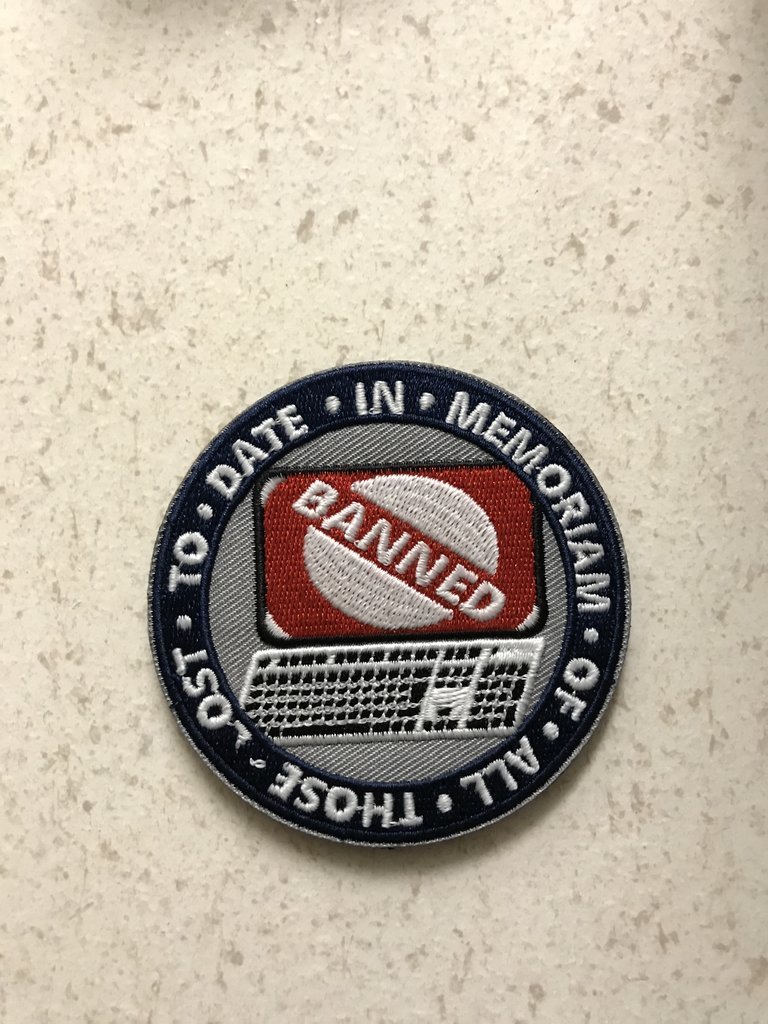 • IN • MEMORIAM • OF • ALL • THOSE • LOST • TO • DATE
BANNED